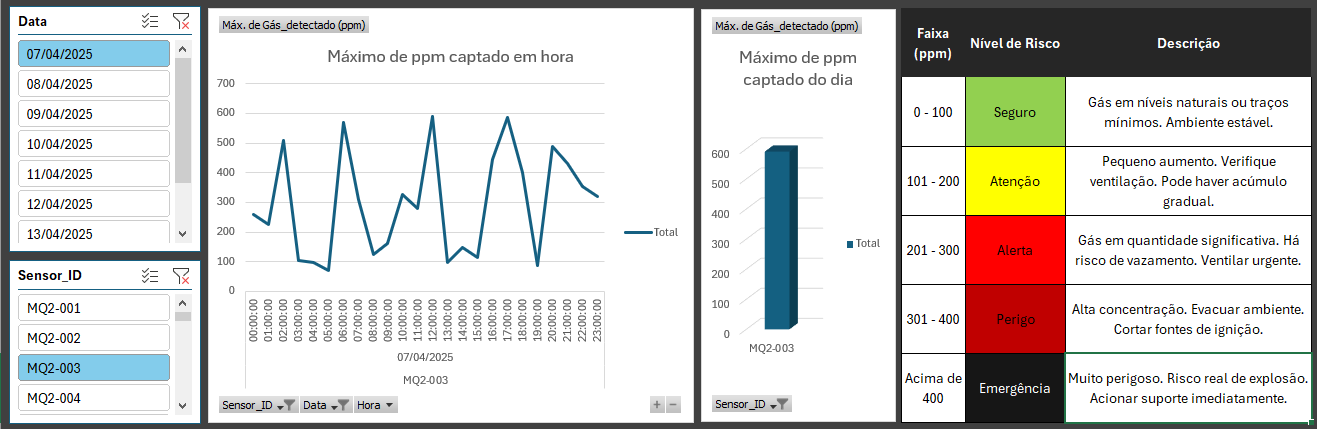 Data
07/04/2025
08/04/2025
09/04/2025
10/04/2025
11/04/2025
12/04/2025
13/04/2025
Sensor_ID
MQ2-001
MQ2-002
MQ2-003
MQ2-004
Máx. de Gás_detectado (ppm)
Máximo de ppm captado em hora
700
600
500
400
300
200
100
0
00:00:00
01:00:00
02:00:00
03:00:00
04:00:00
05:00:00
06:00:00
07:00:00
08:00:00
09:00:00
10:00:00
11:00:00
12:00:00
13:00:00
14:00:00
15:00:00
16:00:00
17:00:00
18:00:00
19:00:00
20:00:00
21:00:00
22:00:00
23:00:00
07/04/2025
MQ2-003
Total
Sensor_ID
Data
Hora
Máx. de Gás_detectado (ppm)
Máximo de ppm
captado do dia
600
500
400
300
200
100
0
MQ2-003
Total
Sensor_ID
Faixa
(ppm)
Nível de Risco
Descrição
0 - 100
Seguro
Gás em níveis naturais ou traços
mínimos. Ambiente estável.
101 - 200
Atenção
Pequeno aumento. Verifique
ventilação. Pode haver acúmulo
gradual.
201 - 300
Alerta
Gás em quantidade significativa. Há
risco de vazamento. Ventilar urgente.
301 - 400
Perigo
Alta concentração. Evacuar ambiente.
Cortar fontes de ignição.
Acima de
400
Emergência
Muito perigoso. Risco real de explosão.
Acionar suporte imediatamente.